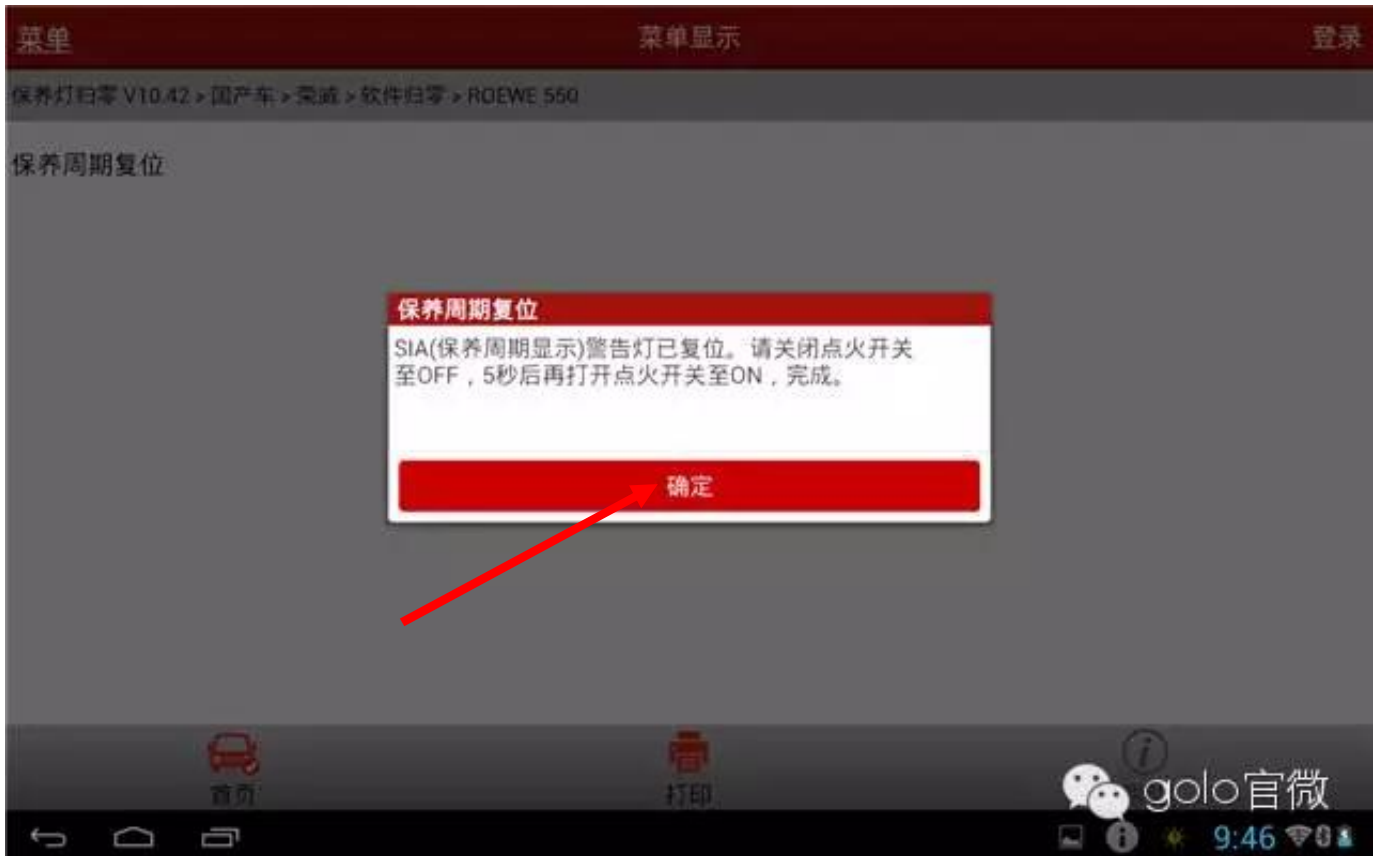 菜单
菜单显示
登录
保养灯归零 V10.42 » 国产车 » 荣威 » 软件归零 » ROEWE 550
保养周期复位
保养周期复位
SIA(保养周期显示)警告灯已复位。请关闭点火开关
至OFF，5秒后再打开点火开关至ON，完成。
确定
首页
打印
golo官微
9:46